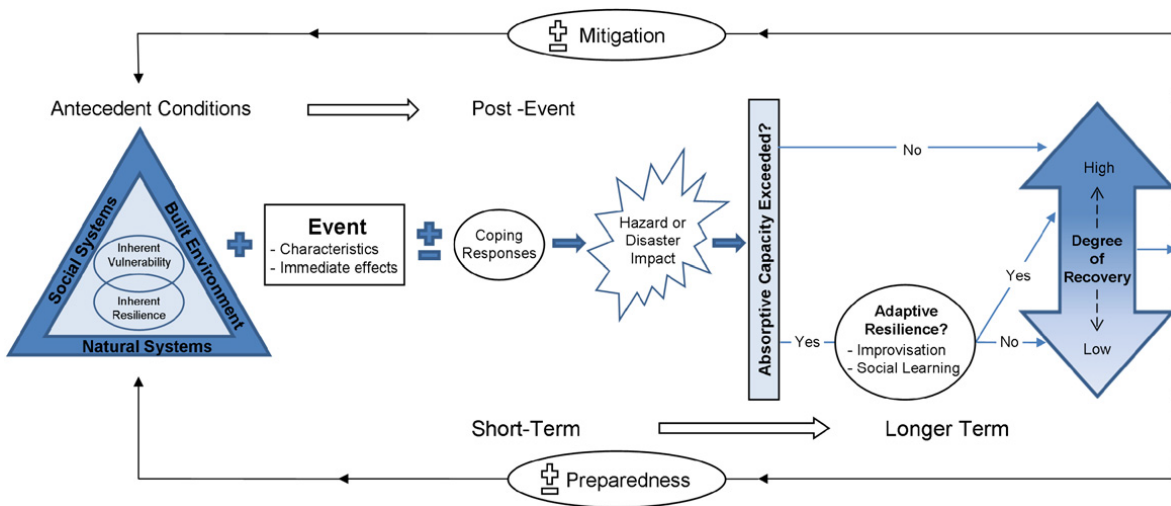 +
− Mitigation
Antecedent Conditions
Post -Event
Social Systems
Built Environment
Natural Systems
Inherent
Vulnerability
Inherent
Resilience
+
Event
- Characteristics
- Immediate effects
+
−
Coping
Responses
Hazard or
Disaster
Impact
Absorptive Capacity Exceeded?
No
Yes
Adaptive
Resilience?
- Improvisation
- Social Learning
Yes
No
High
Degree
of
Recovery
Low
Short-Term
Longer Term
+
− Preparedness